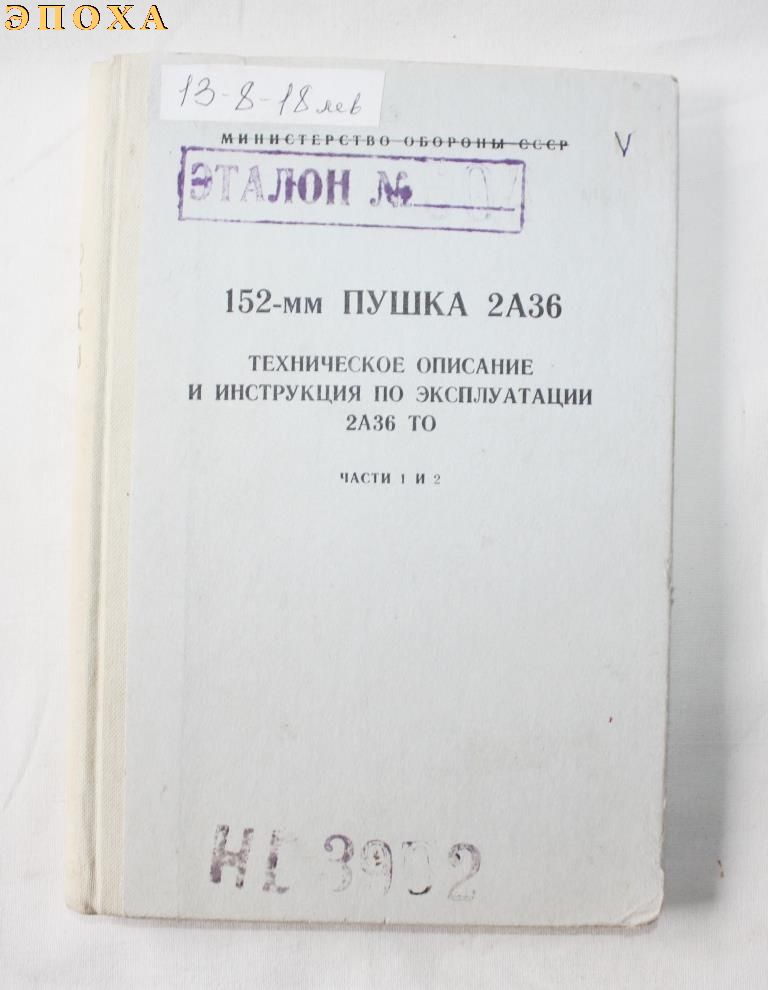 ЭПОХА
13-8-18 лев
МИНИСТЕРСТВО ОБОРОНЫ СССР
V
ЭТАЛОН №
152-мм ПУШКА 2А36
ТЕХНИЧЕСКОЕ ОПИСАНИЕ
И ИНСТРУКЦИЯ ПО ЭКСПЛУАТАЦИИ
2А36 ТО
ЧАСТИ 1 И 2